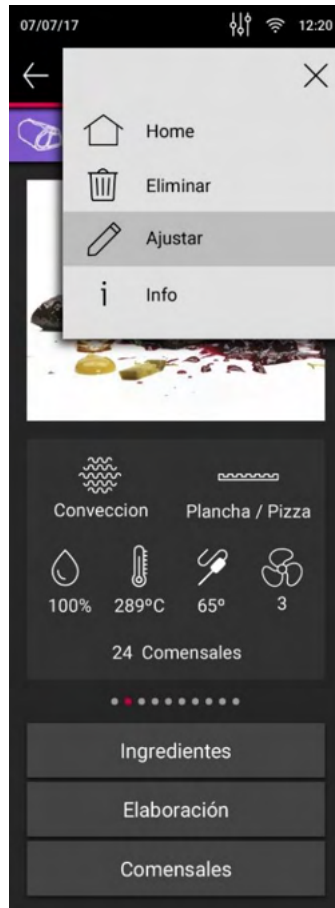 07/07/17 12:20
Home
Eliminar
Ajustar
Info
Conveccion Plancha / Pizza
100% 289ºC 65º 3
24 Comensales
Ingredientes
Elaboración
Comensales